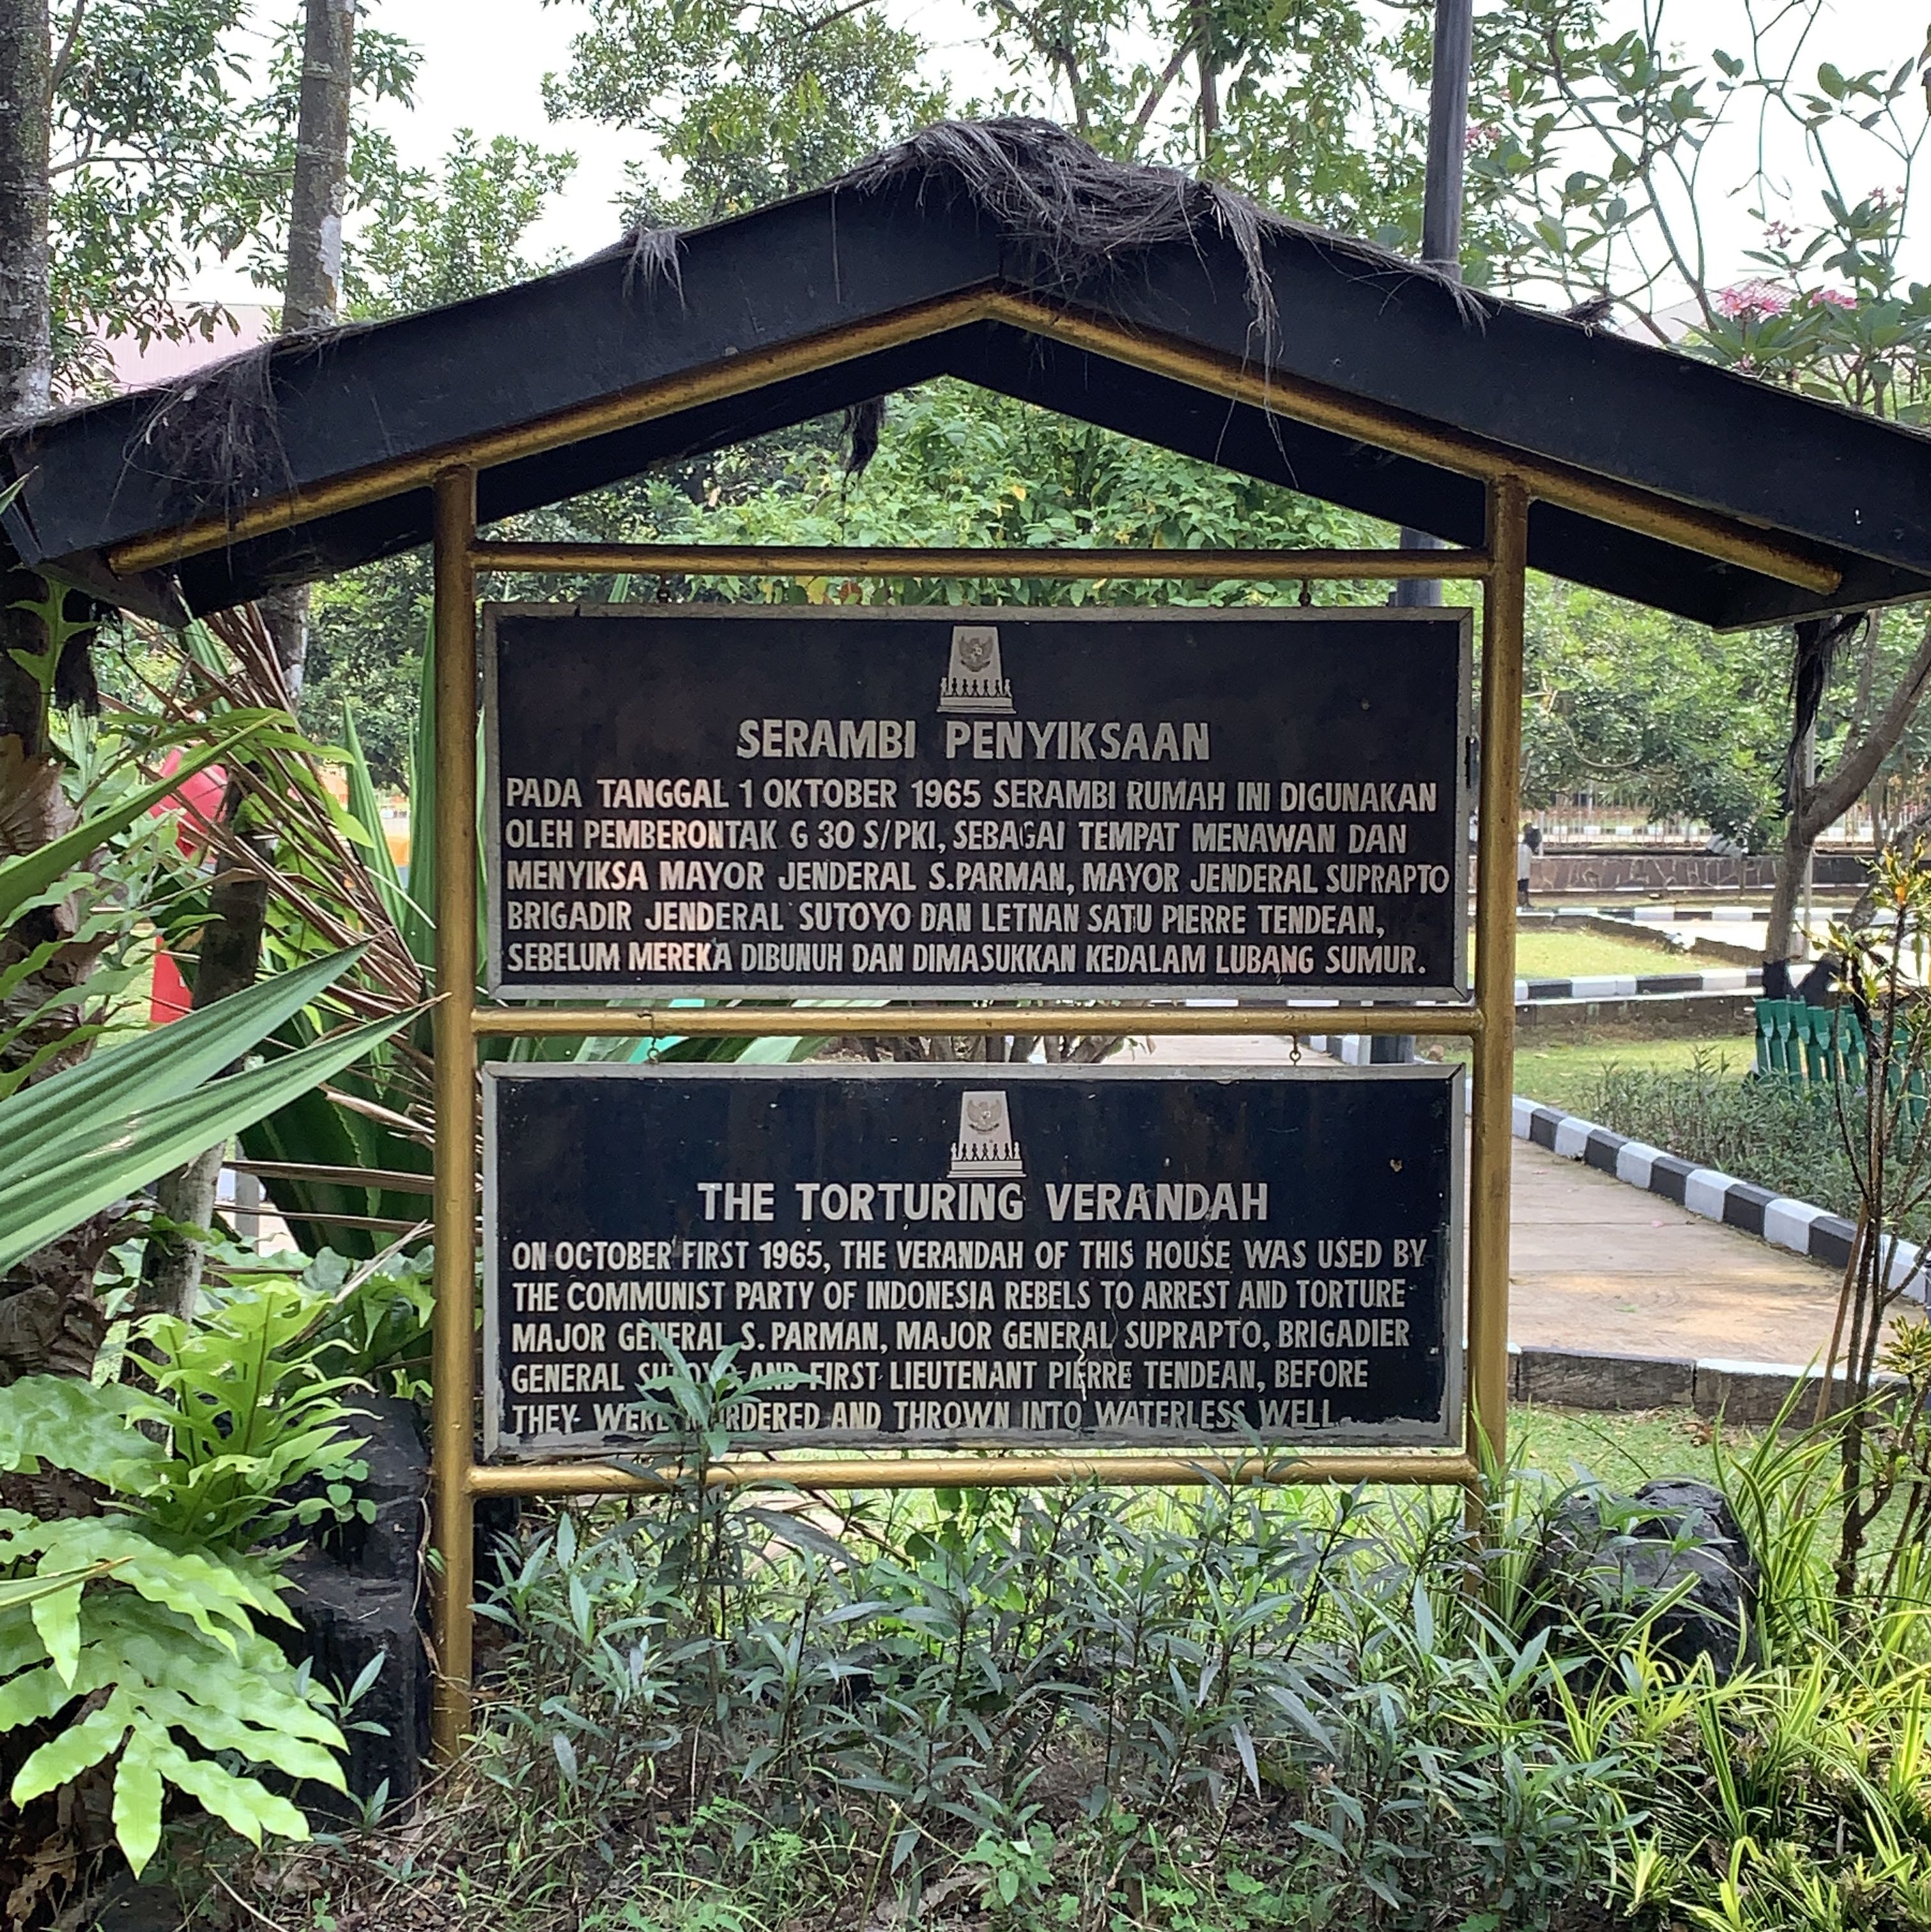 SERAMBI PENYIKSAAN
PADA TANGGAL 1 OKTOBER 1965 SERAMBI RUMAH INI DIGUNAKAN
OLEH PEMBERONTAK G 30 S/PKI, SEBAGAI TEMPAT MENAWAN DAN
MENYIKSA MAYOR JENDERAL S.PARMAN, MAYOR JENDERAL SUPRAPTO
BRIGADIR JENDERAL SUTOYO DAN LETNAN SATU PIERRE TENDEAN,
SEBELUM MEREKA DIBUNUH DAN DIMASUKKAN KEDALAM LUBANG SUMUR.
THE TORTURING VERANDAH
ON OCTOBER FIRST 1965, THE VERANDAH OF THIS HOUSE WAS USED BY
THE COMMUNIST PARTY OF INDONESIA REBELS TO ARREST AND TORTURE
MAJOR GENERAL S. PARMAN, MAJOR GENERAL SUPRAPTO, BRIGADIER
GENERAL SUTOYO AND FIRST LIEUTENANT PIERRE TENDEAN, BEFORE
THEY WERE MURDERED AND THROWN INTO WATERLESS WELL.